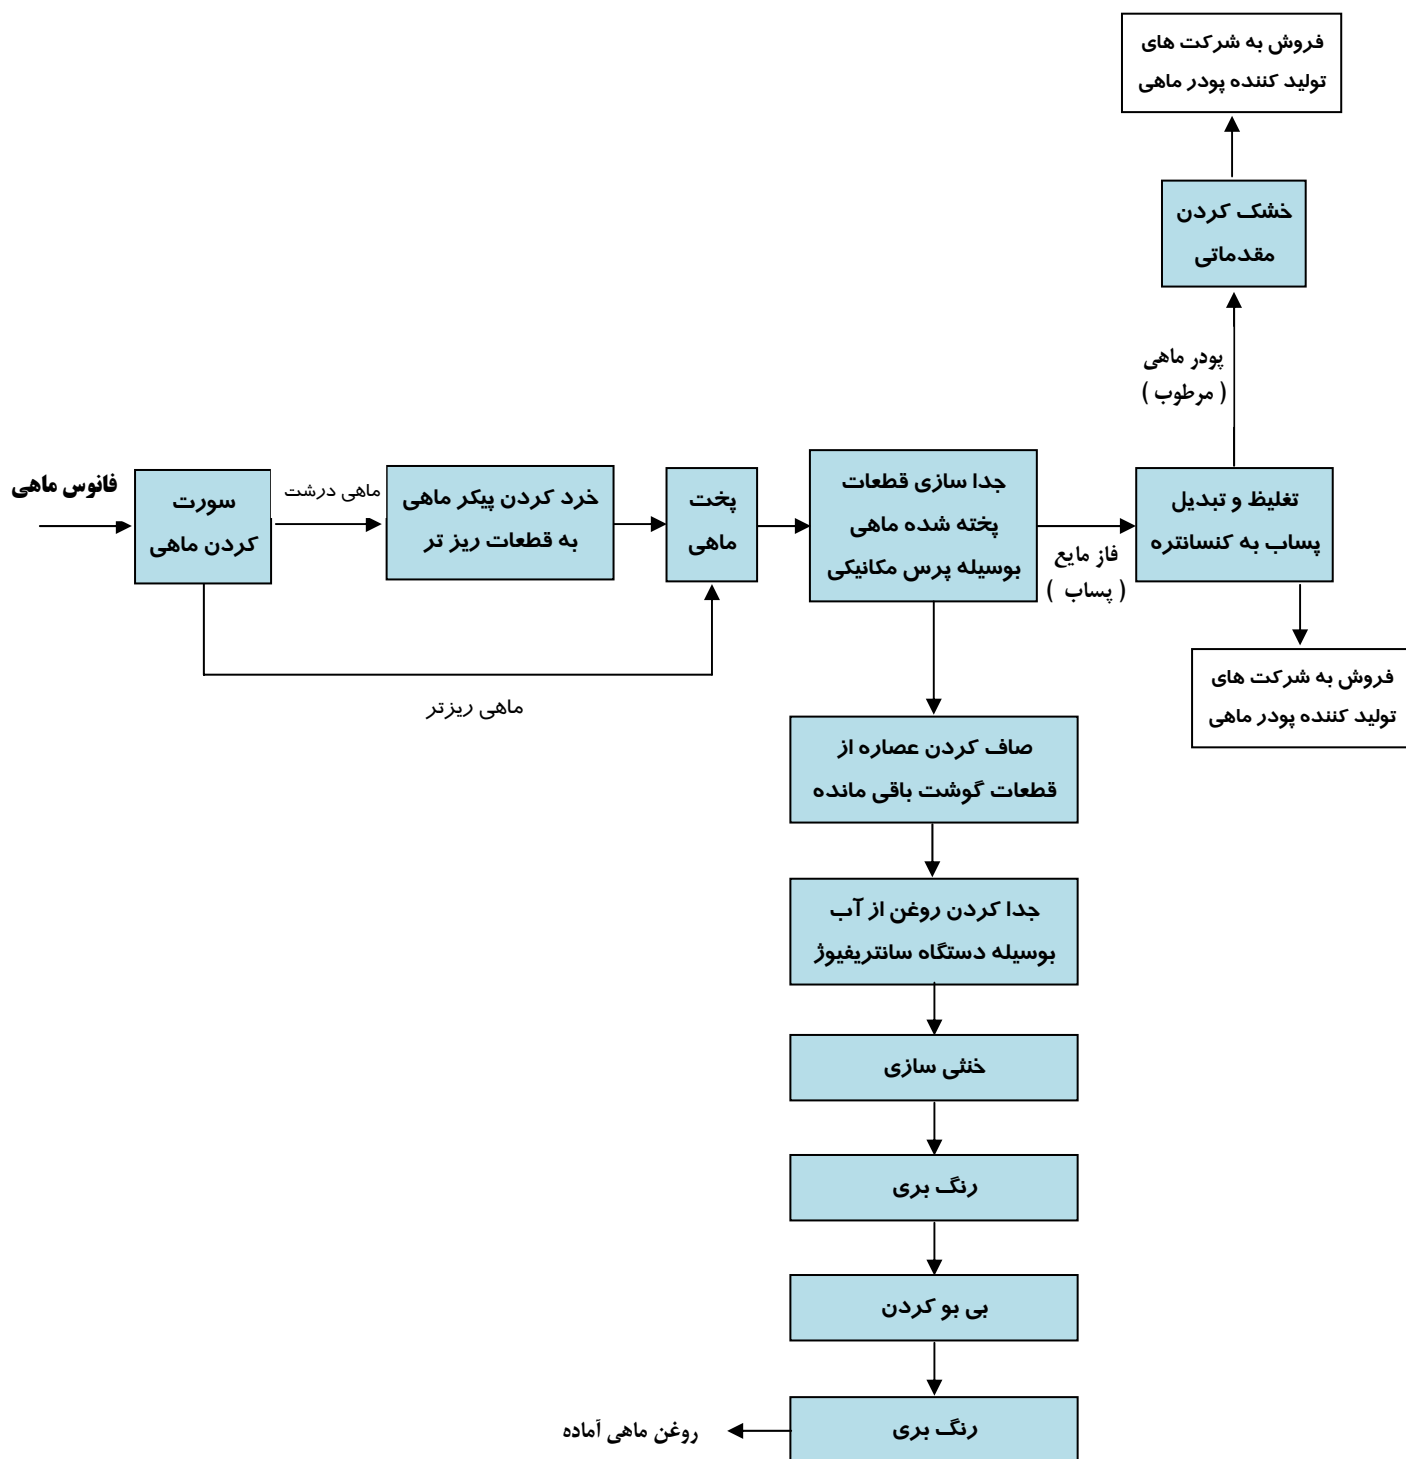 فروش به شرکت های
تولید کننده پودر ماهی
خشک کردن
مقدماتی
پودر ماهی
( مرطوب )
فانوس ماهی
سورت
کردن ماهی
ماهی درشت
خرد کردن پیکر ماهی
به قطعات ریز تر
پخت
ماهی
جدا سازی قطعات
پخته شده ماهی
بوسیله پرس مکانیکی
فاز مایع
( پساب )
تغلیظ و تبدیل
پساب به کنسانتره
فروش به شرکت های
تولید کننده پودر ماهی
ماهی ریزتر
صاف کردن عصاره از
قطعات گوشت باقی مانده
جدا کردن روغن از آب
بوسیله دستگاه سانتریفیوژ
خنثی سازی
رنگ بری
بی بو کردن
رنگ بری
روغن ماهی آماده